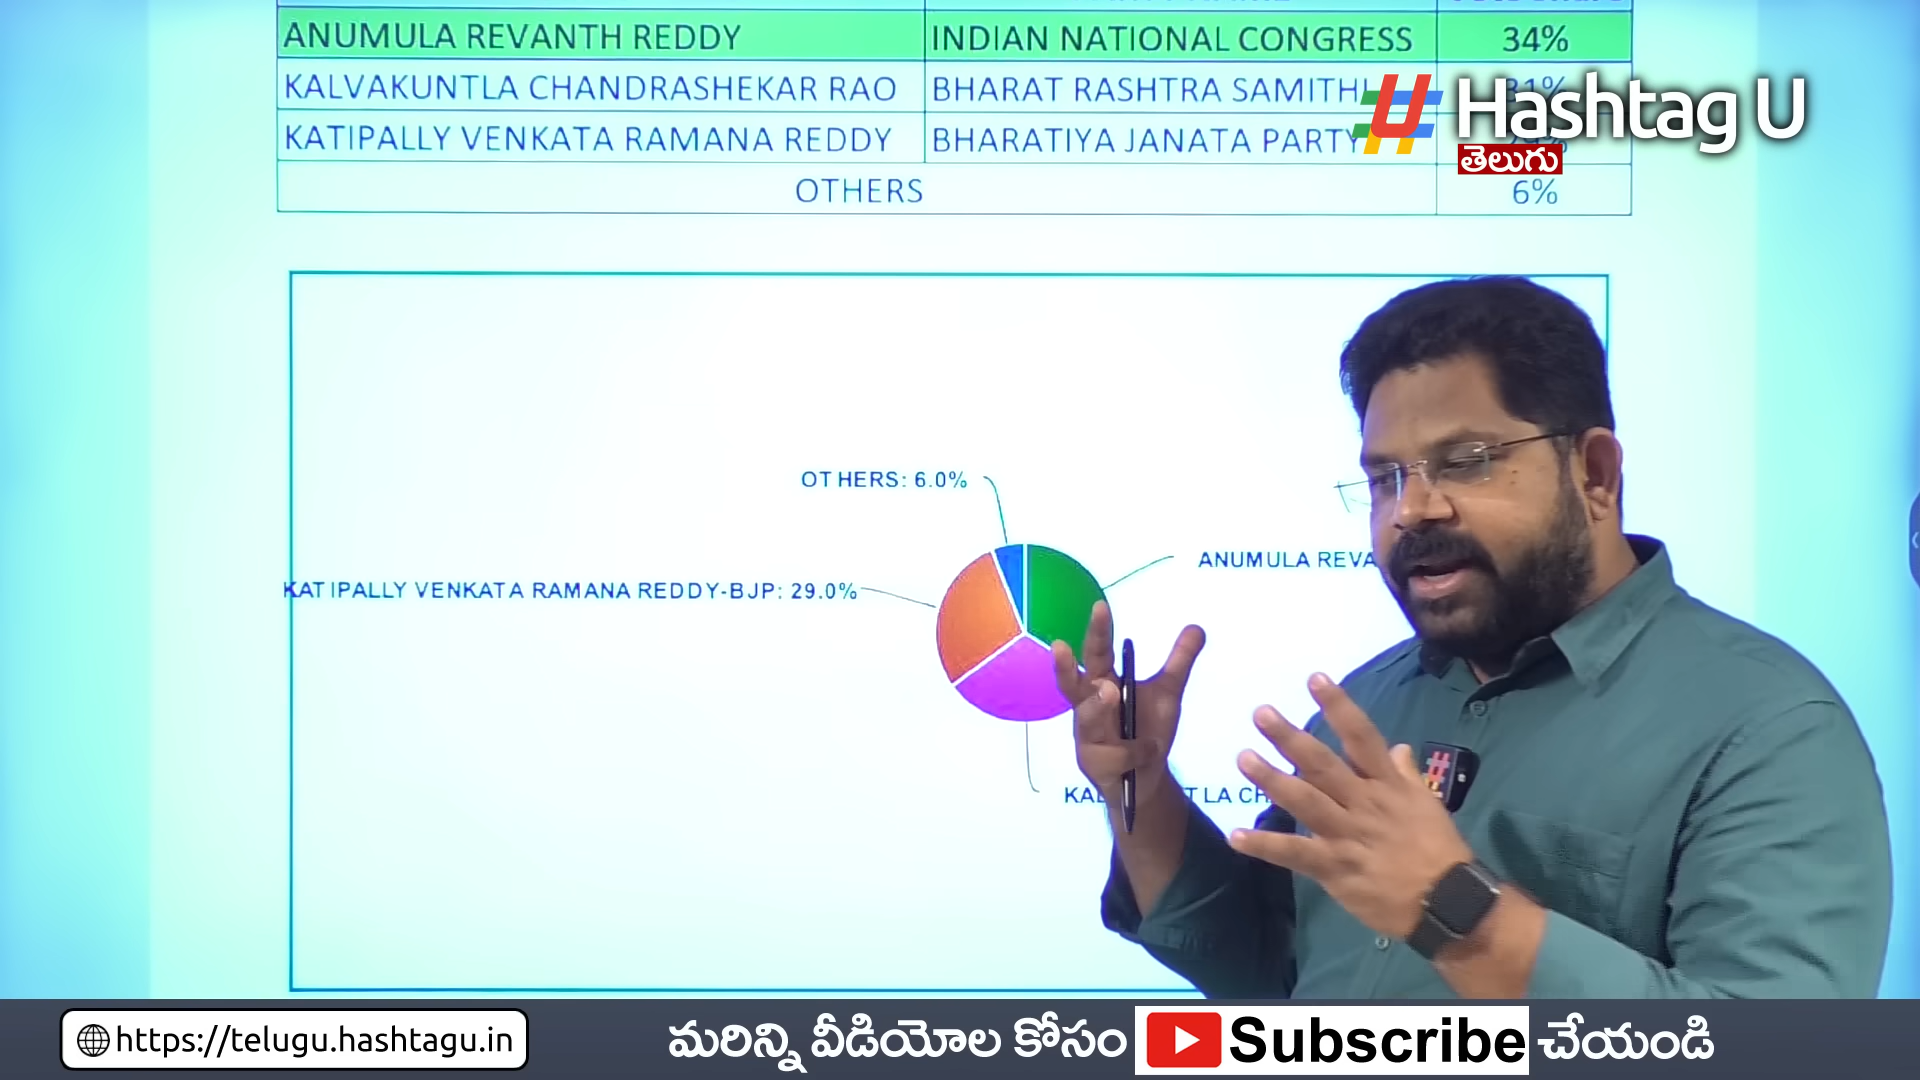 ANUMULA REVANTH REDDY INDIAN NATIONAL CONGRESS 34%
KALVAKUNTLA CHANDRASHEKAR RAO BHARAT RASHTRA SAMITHI 31%
KATIPALLY VENKATA RAMANA REDDY BHARATIYA JANATA PARTY
OTHERS 6%
Hashtag U
తెలుగు
OTHERS: 6.0%
ANUMULA
KATIPALLY VENKATA RAMANA REDDY-BJP: 29.0%
https://telugu.hashtagu.in మరిన్ని వీడియోల కోసం Subscribe చేయండి